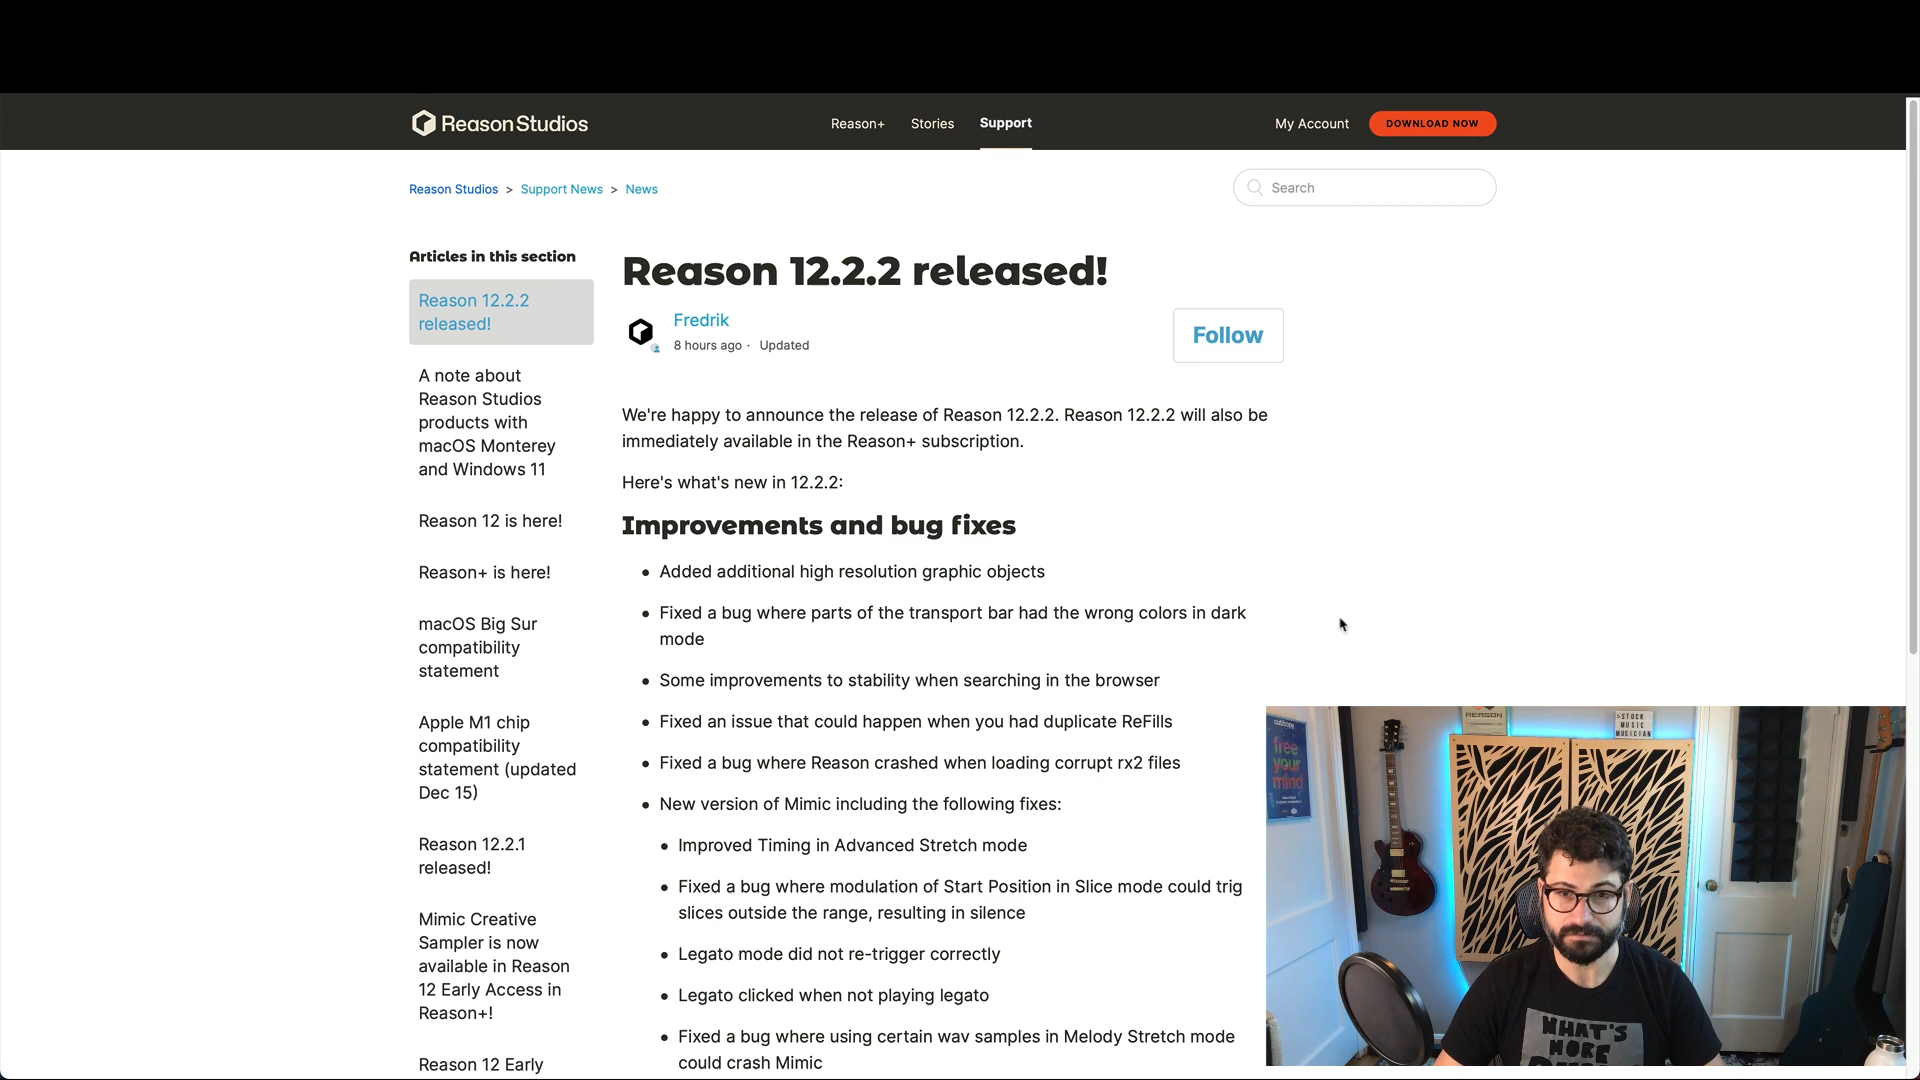 Reason Studios
Reason+
Stories
Support
My Account
DOWNLOAD NOW
Reason Studios > Support News > News
Search
Articles in this section
Reason 12.2.2
released!
A note about
Reason Studios
products with
macOS Monterey
and Windows 11
Reason 12 is here!
Reason+ is here!
macOS Big Sur
compatibility
statement
Apple M1 chip
compatibility
statement (updated
Dec 15)
Reason 12.2.1
released!
Mimic Creative
Sampler is now
available in Reason
12 Early Access in
Reason+!
Reason 12 Early
Reason 12.2.2 released!
Fredrik
8 hours ago · Updated
Follow
We're happy to announce the release of Reason 12.2.2. Reason 12.2.2 will also be
immediately available in the Reason+ subscription.
Here's what's new in 12.2.2:
Improvements and bug fixes
• Added additional high resolution graphic objects
• Fixed a bug where parts of the transport bar had the wrong colors in dark
mode
• Some improvements to stability when searching in the browser
• Fixed an issue that could happen when you had duplicate ReFills
• Fixed a bug where Reason crashed when loading corrupt rx2 files
• New version of Mimic including the following fixes:
• Improved Timing in Advanced Stretch mode
• Fixed a bug where modulation of Start Position in Slice mode could trig
slices outside the range, resulting in silence
• Legato mode did not re-trigger correctly
• Legato clicked when not playing legato
• Fixed a bug where using certain wav samples in Melody Stretch mode
could crash Mimic
free
your
mind
REASON
STOCK
MUSIC
MUSICIAN
WHAT'S
MORE